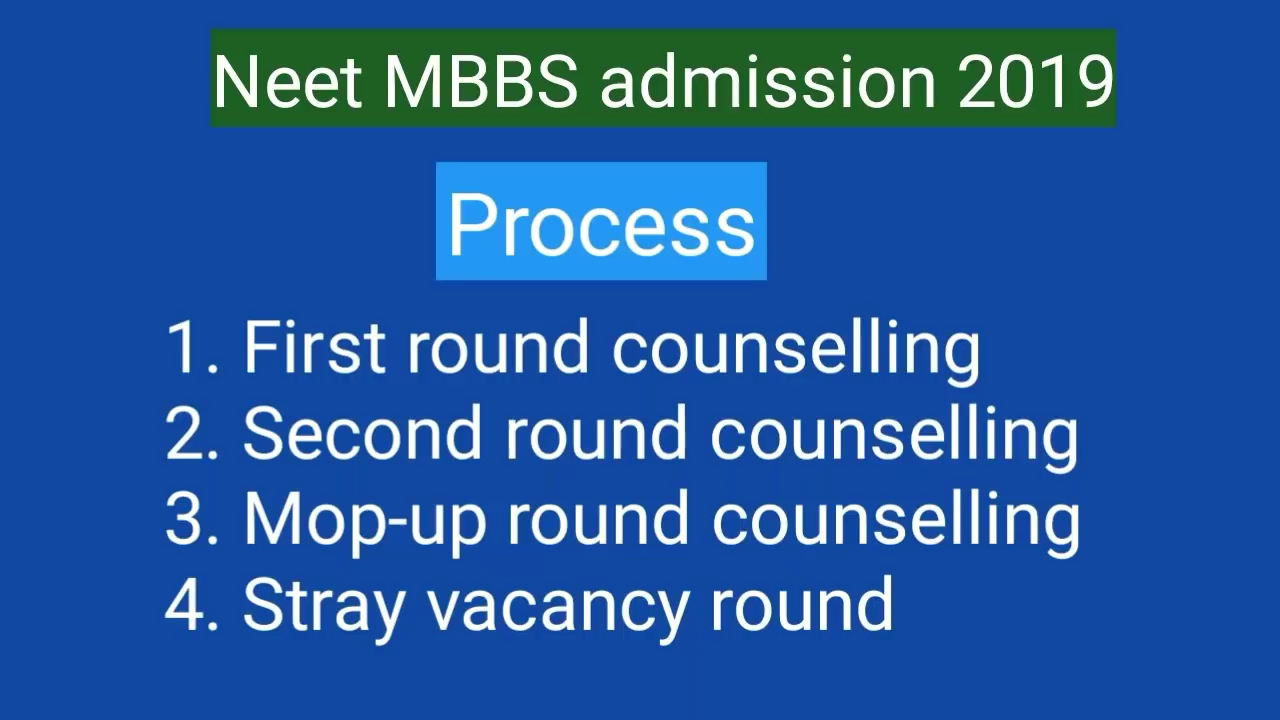 Neet MBBS admission 2019
Process
1. First round counselling
2. Second round counselling
3. Mop-up round counselling
4. Stray vacancy round